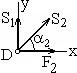 S₁ y S₂
α₂
D x
F₂